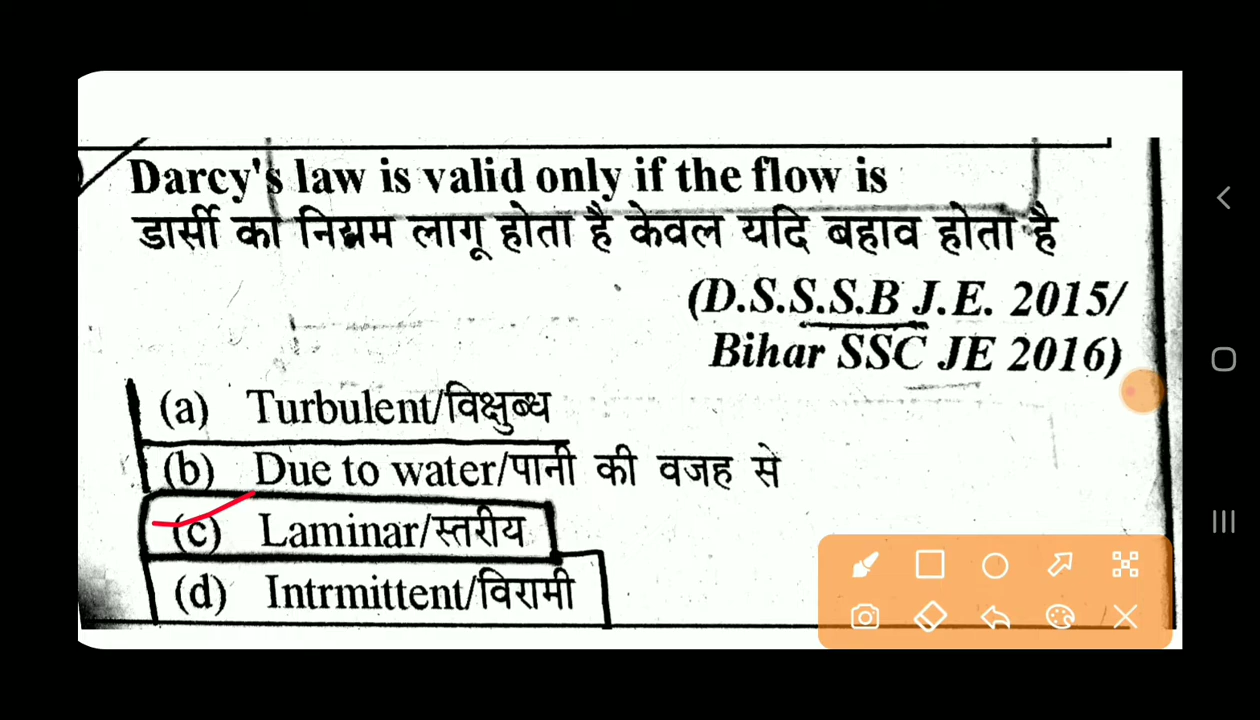 Darcy's law is valid only if the flow is
डार्सी का नियम लागू होता है केवल यदि बहाव होता है
(D.S.S.S.B J.E. 2015/
Bihar SSC JE 2016)
(a) Turbulent/विक्षुब्ध
(b) Due to water/पानी की वजह से
(c) Laminar/स्तरीय
(d) Intrmittent/विरामी